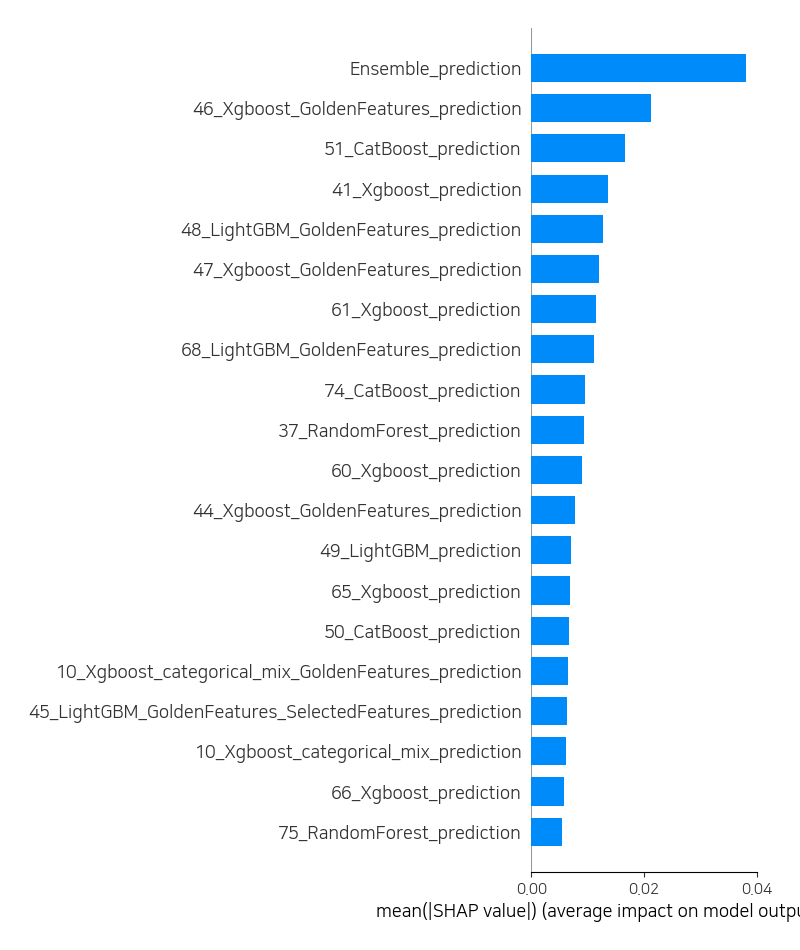 Ensemble_prediction
46_Xgboost_GoldenFeatures_prediction
51_CatBoost_prediction
41_Xgboost_prediction
48_LightGBM_GoldenFeatures_prediction
47_Xgboost_GoldenFeatures_prediction
61_Xgboost_prediction
68_LightGBM_GoldenFeatures_prediction
74_CatBoost_prediction
37_RandomForest_prediction
60_Xgboost_prediction
44_Xgboost_GoldenFeatures_prediction
49_LightGBM_prediction
65_Xgboost_prediction
50_CatBoost_prediction
10_Xgboost_categorical_mix_GoldenFeatures_prediction
45_LightGBM_GoldenFeatures_SelectedFeatures_prediction
10_Xgboost_categorical_mix_prediction
66_Xgboost_prediction
75_RandomForest_prediction
0.00 0.02 0.04
mean(|SHAP value|) (average impact on model outpu